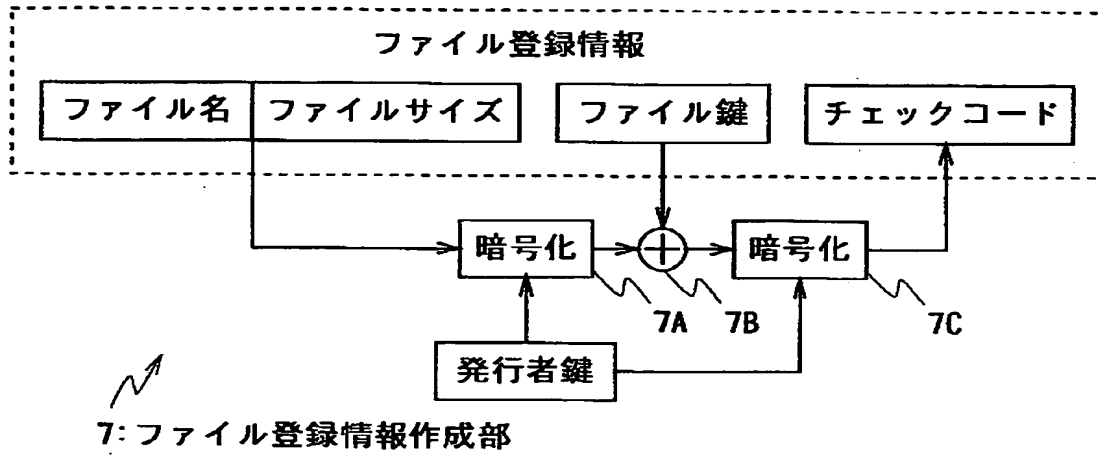 ファイル登録情報
ファイル名 ファイルサイズ ファイル鍵 チェックコード
暗号化 暗号化
7A 7B 7C
発行者鍵
7:ファイル登録情報作成部